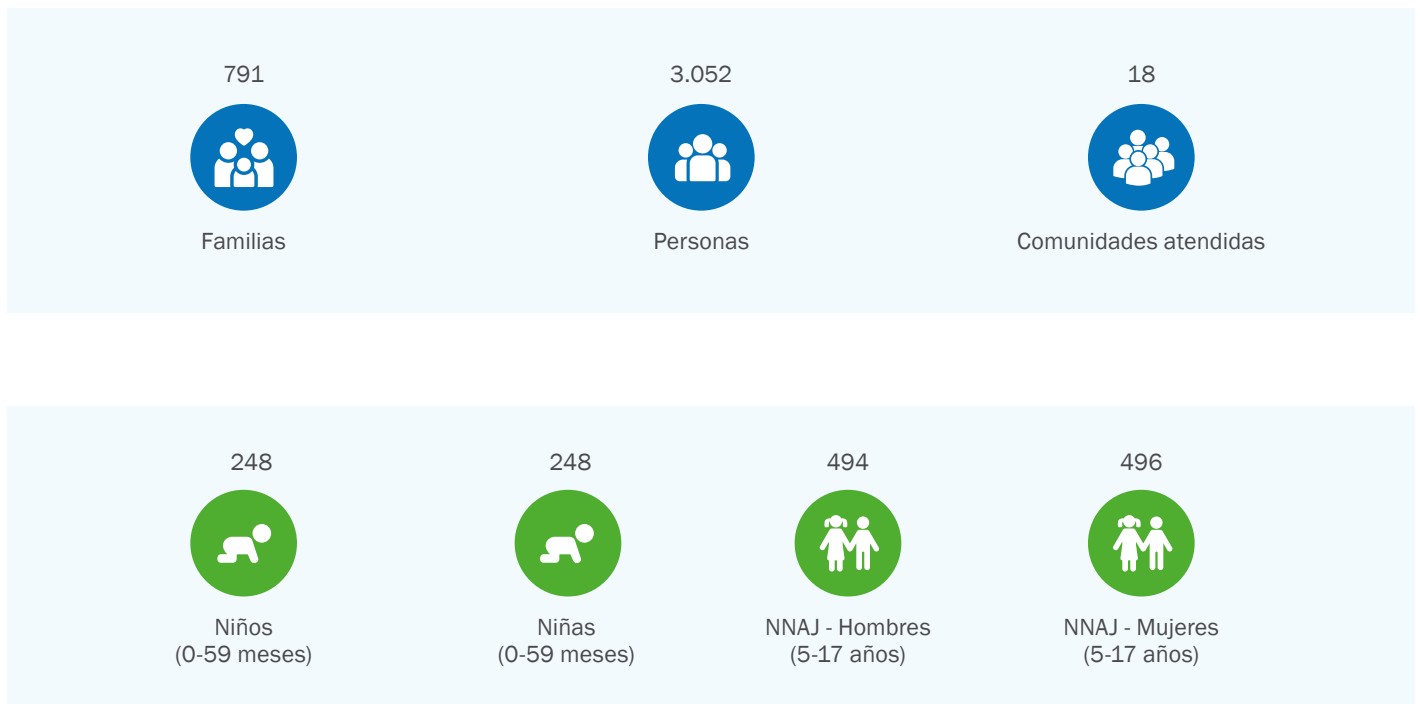 791
3.052
18
Familias
Personas
Comunidades atendidas
248
248
494
496
Niños
(0-59 meses)
Niñas
(0-59 meses)
NNAJ - Hombres
(5-17 años)
NNAJ - Mujeres
(5-17 años)